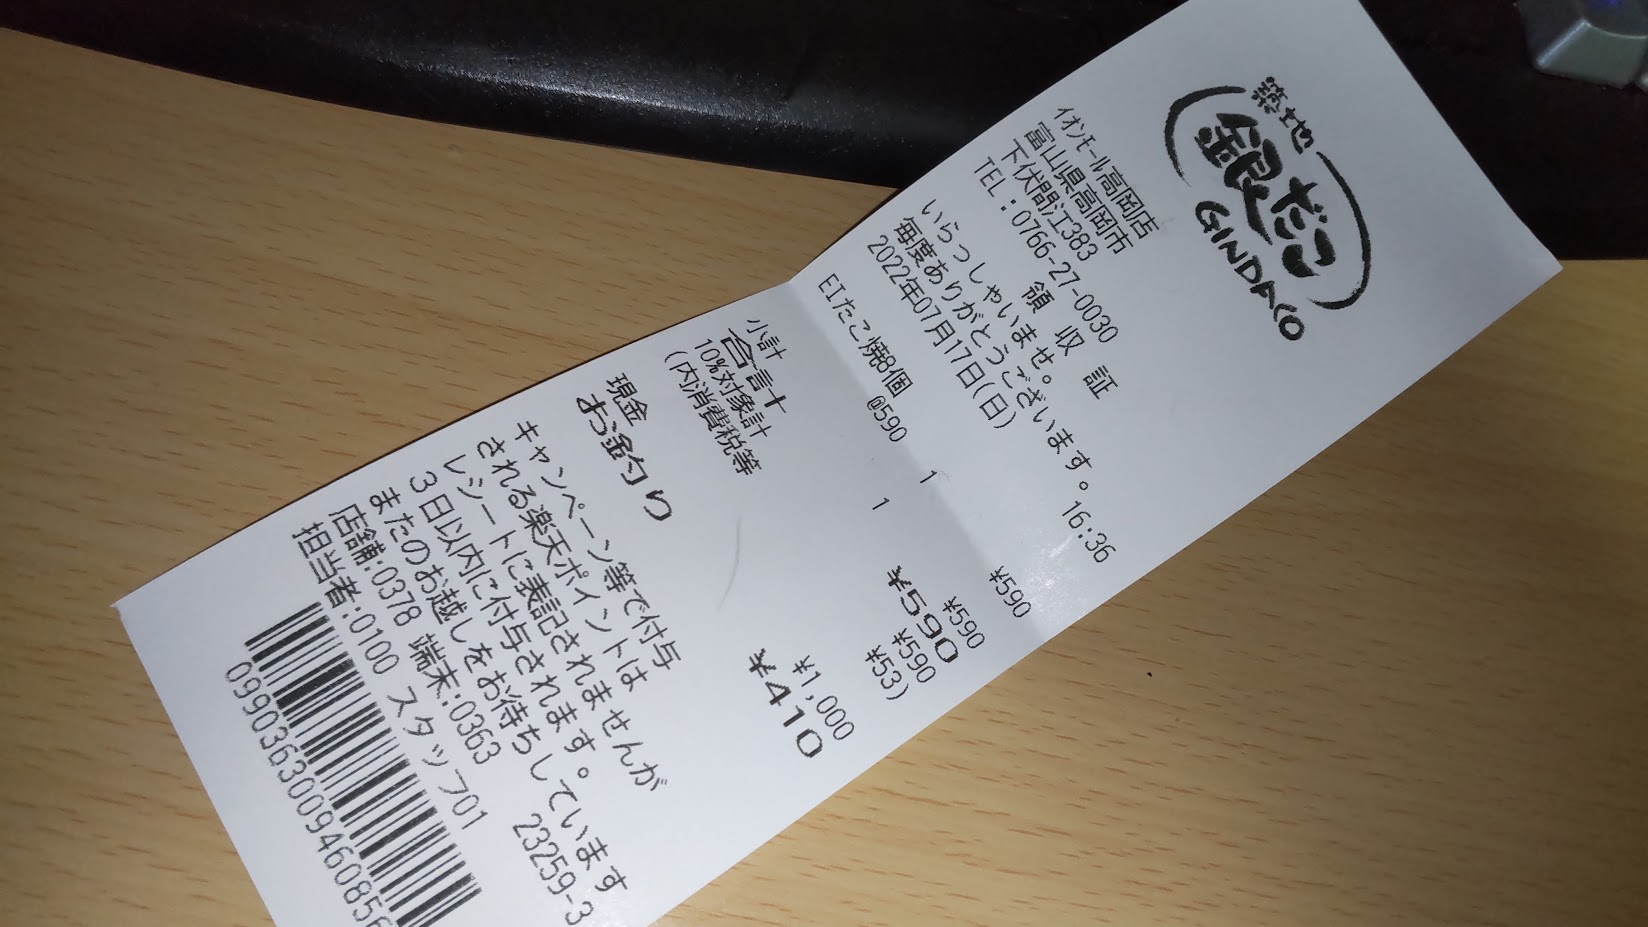 築地
銀だこ
GINDACO
イオンモール高岡店
富山県高岡市
下伏間江383
TEL:0766-27-0030
領 収 証
いらっしゃいませ。
毎度ありがとうございます。
2022年07月17日(日) 16:36
EIたこ焼8個
@590 1 ¥590
小計 1 ¥590
合計 ¥590
10%対象計 ¥590
(内消費税等 ¥53)
現金 ¥1,000
お釣り ¥410
キャンペーン等で付与
される楽天ポイントは
レシートに表記されませんが
3日以内に付与されます。
またのお越しをお待ちしています
店舗:0378 端末:0363 23259-3
担当者:0100 スタッフ01